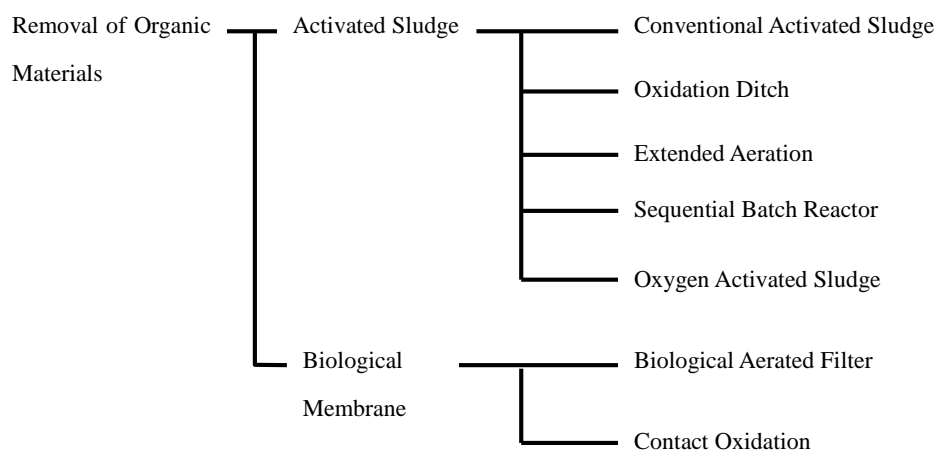 Removal of Organic
Materials
Activated Sludge
Conventional Activated Sludge
Oxidation Ditch
Extended Aeration
Sequential Batch Reactor
Oxygen Activated Sludge
Biological
Membrane
Biological Aerated Filter
Contact Oxidation